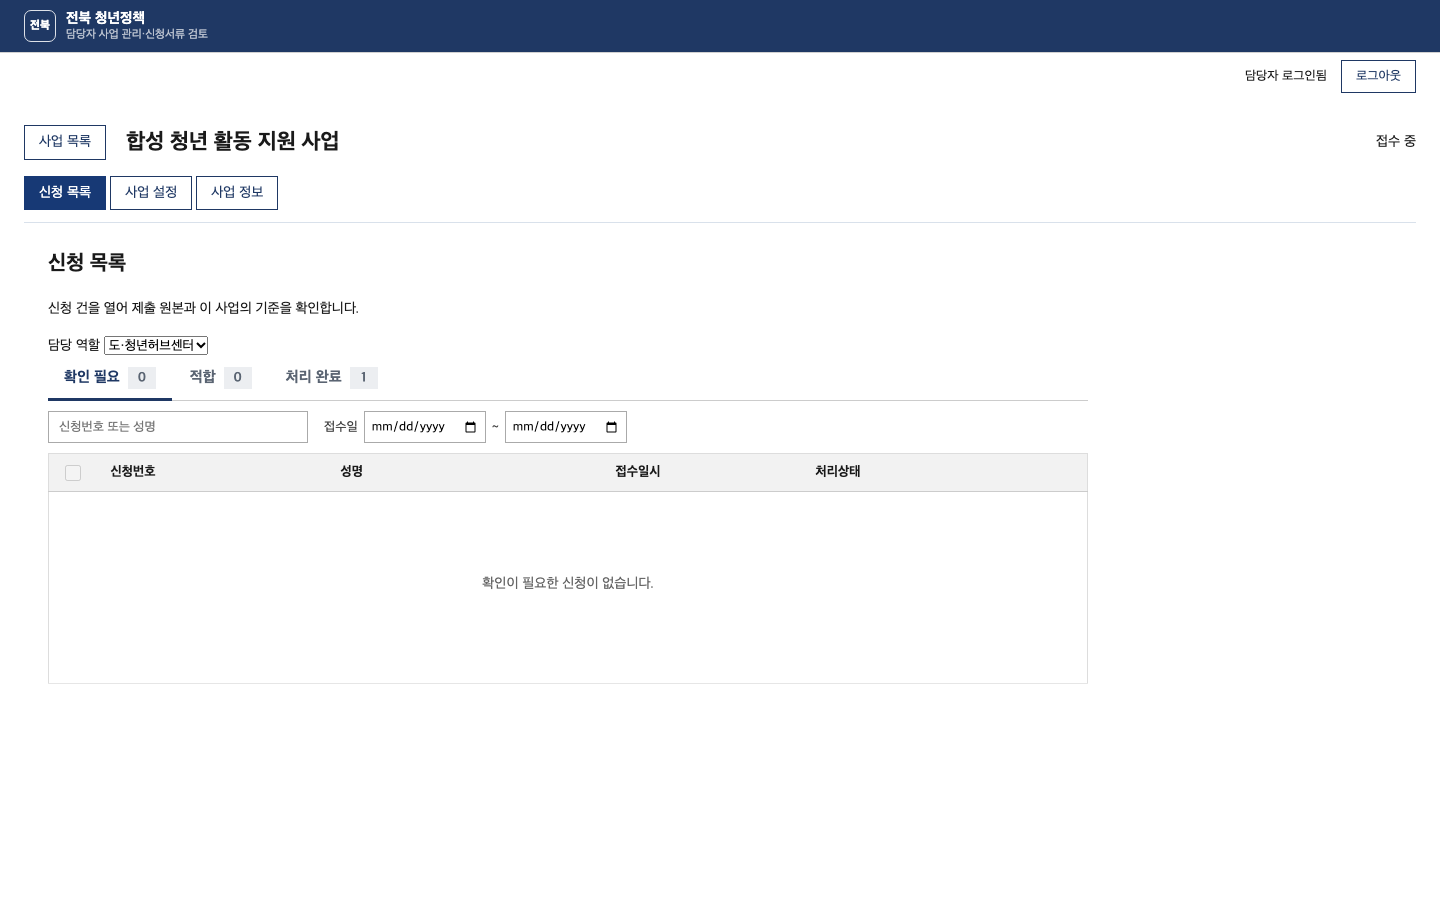 전북
전북 청년정책
담당자 사업 관리·신청서류 검토
담당자 로그인됨
로그아웃
사업 목록
합성 청년 활동 지원 사업
접수 중
신청 목록
사업 설정
사업 정보
신청 목록
신청 건을 열어 제출 원본과 이 사업의 기준을 확인합니다.
담당 역할 도·청년허브센터
확인 필요 0
적합 0
처리 완료 1
신청번호 또는 성명
접수일 mm/dd/yyyy ~ mm/dd/yyyy
신청번호 성명 접수일시 처리상태
확인이 필요한 신청이 없습니다.